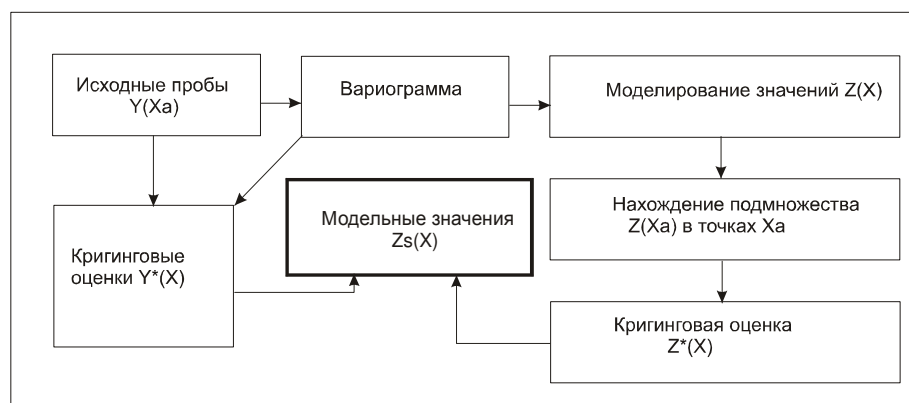 Исходные пробы
Y(Xa)
Вариограмма
Моделирование значений Z(X)
Нахождение подмножества
Z(Xa) в точках Xa
Модельные значения
Zs(X)
Кригинговые
оценки Y*(X)
Кригинговая оценка
Z*(X)